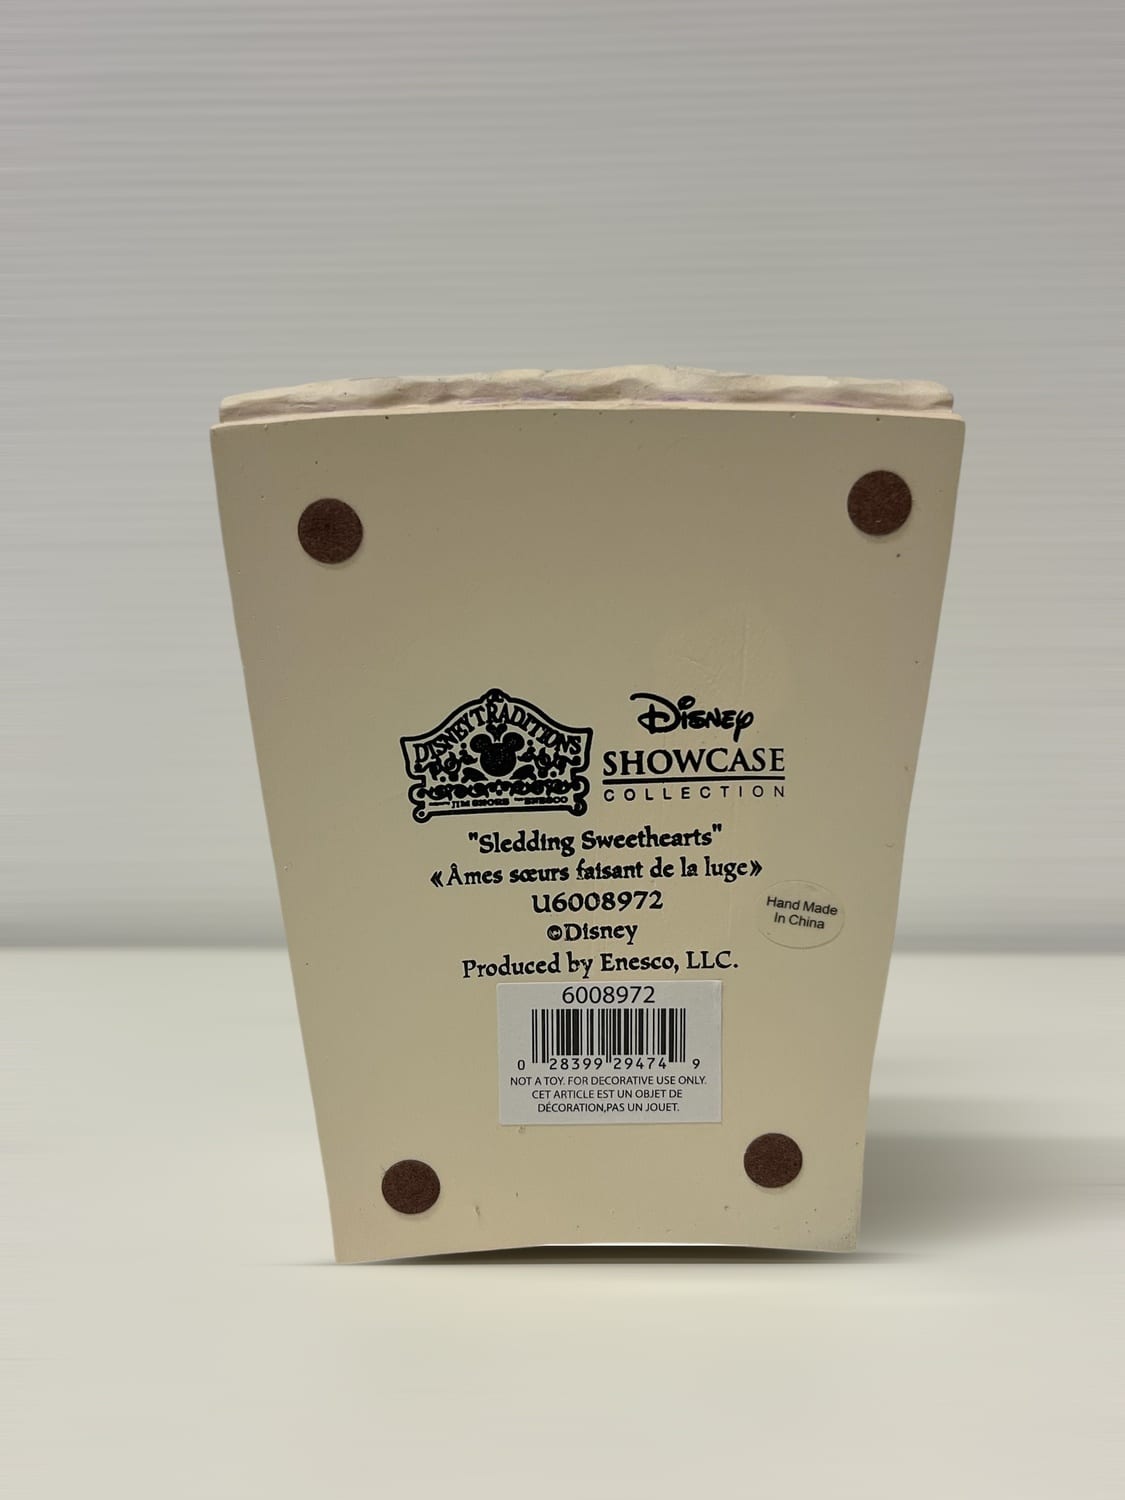 DISNEY TRADITIONS
JIM SHORE ENESCO
Disney
SHOWCASE
COLLECTION
"Sledding Sweethearts"
«Âmes sœurs faisant de la luge»
U6008972
©Disney
Produced by Enesco, LLC.
Hand Made
In China
6008972
0 28399 29474 9
NOT A TOY. FOR DECORATIVE USE ONLY.
CET ARTICLE EST UN OBJET DE
DÉCORATION,PAS UN JOUET.